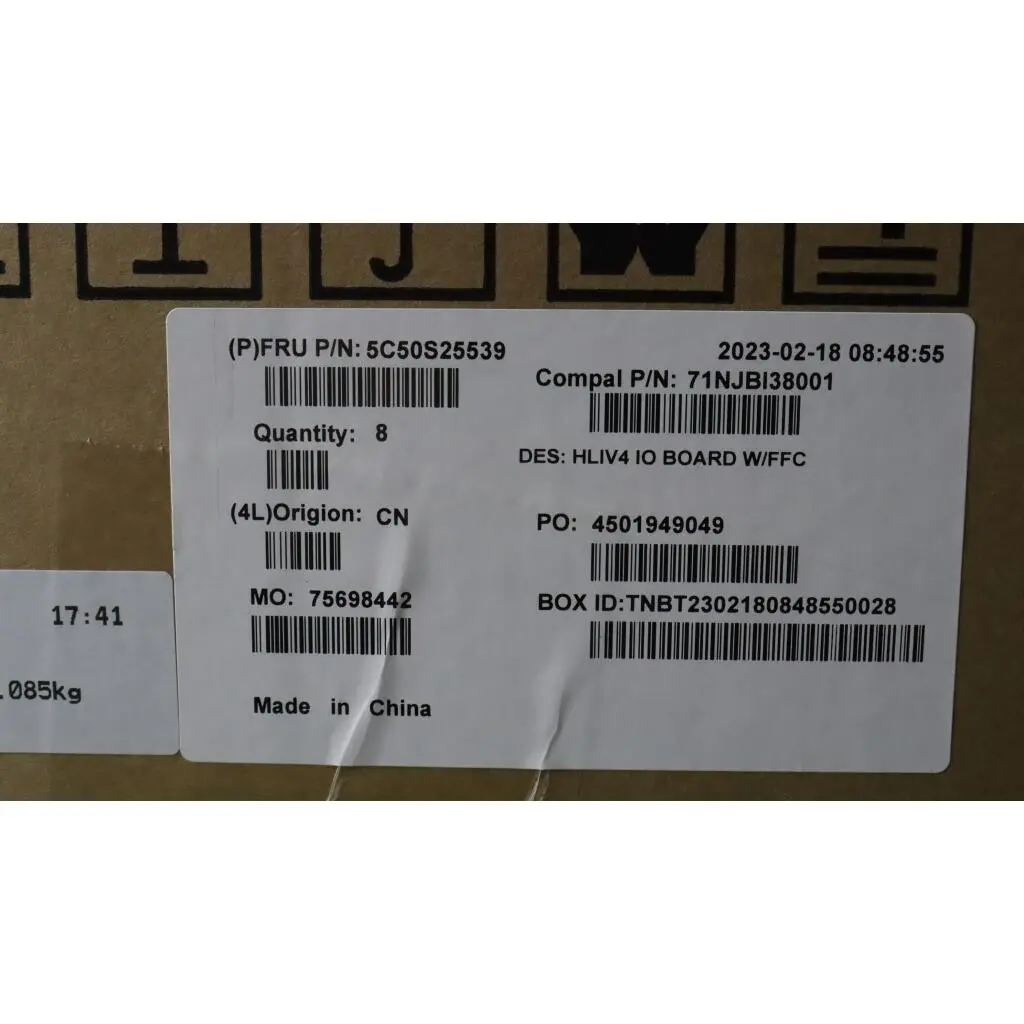 (P)FRU P/N: 5C50S25539
2023-02-18 08:48:55
Compal P/N: 71NJBI38001
Quantity: 8
DES: HLIV4 IO BOARD W/FFC
(4L)Origion: CN
PO: 4501949049
MO: 75698442
BOX ID:TNBT2302180848550028
Made in China
17:41
.085kg